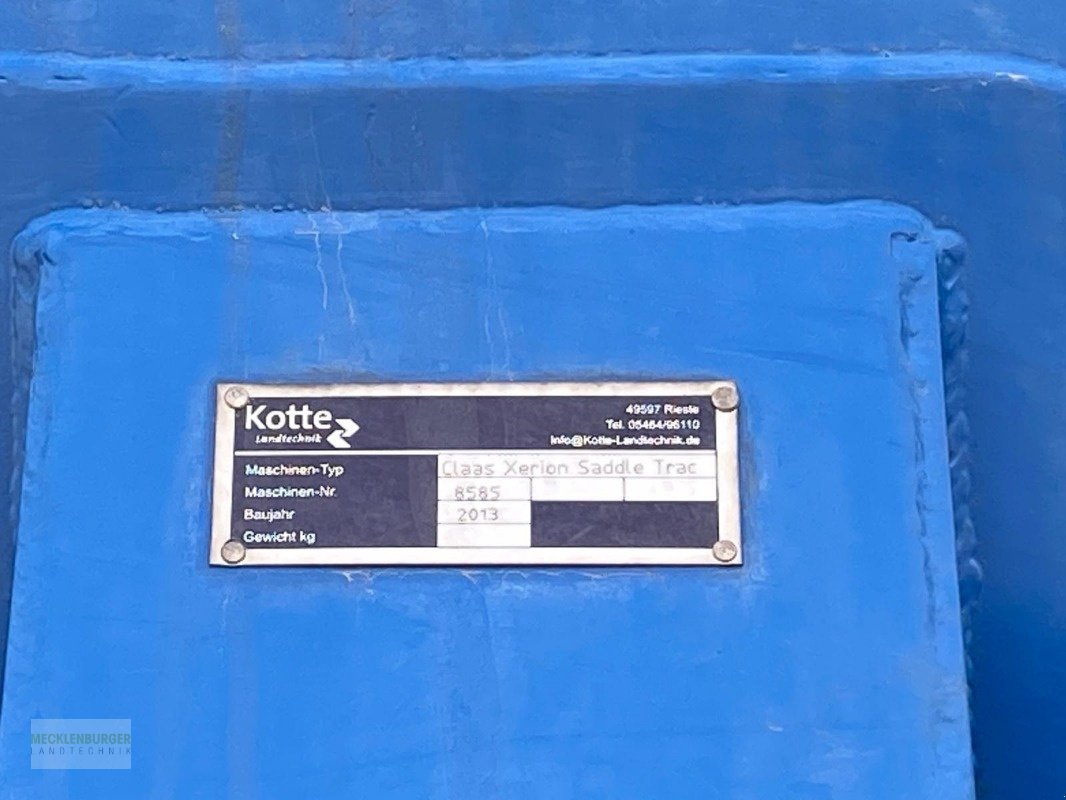 Kotte
Landtechnik
49597 Rieste
Tel. 05464/96110
Info@Kotte-Landtechnik.de
Maschinen-Typ Claas Xerion Saddle Trac
Maschinen-Nr. 8585
Baujahr 2013
Gewicht kg
MECKLENBURGER
LANDTECHNIK